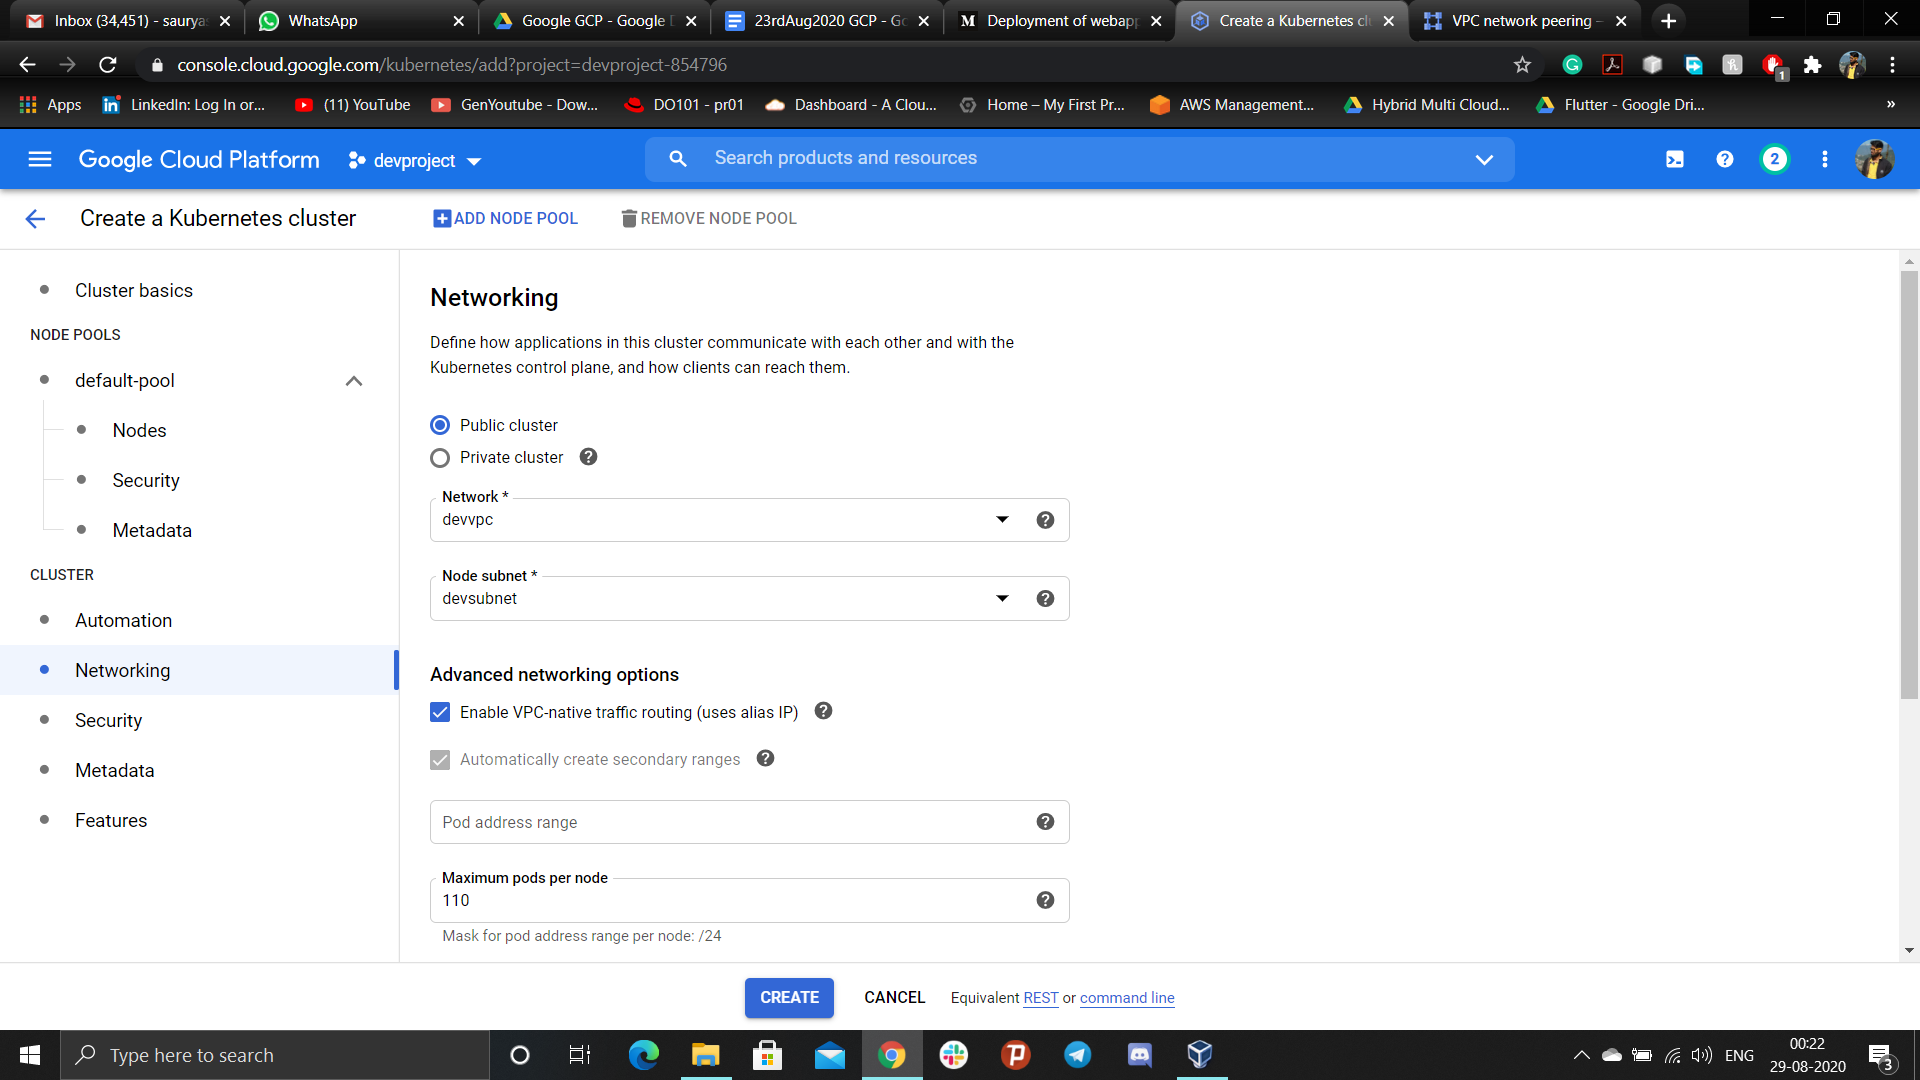 Inbox (34,451) - saurya
WhatsApp
Google GCP - Google D
23rdAug2020 GCP - Go
Deployment of webapp
Create a Kubernetes cl
VPC network peering –
console.cloud.google.com/kubernetes/add?project=devproject-854796
1
Apps
LinkedIn: Log In or...
(11) YouTube
GenYoutube - Dow...
DO101 - pr01
Dashboard - A Clou...
Home – My First Pr...
AWS Management...
Hybrid Multi Cloud...
Flutter - Google Dri...
»
Google Cloud Platform
devproject
Search products and resources
2
Create a Kubernetes cluster
ADD NODE POOL
REMOVE NODE POOL
Cluster basics
NODE POOLS
default-pool
Nodes
Security
Metadata
CLUSTER
Automation
Networking
Security
Metadata
Features
Networking
Define how applications in this cluster communicate with each other and with the
Kubernetes control plane, and how clients can reach them.
Public cluster
Private cluster
Network *
devvpc
Node subnet *
devsubnet
Advanced networking options
Enable VPC-native traffic routing (uses alias IP)
Automatically create secondary ranges
Pod address range
Maximum pods per node
110
Mask for pod address range per node: /24
CREATE
CANCEL
Equivalent REST or command line
Type here to search
ENG
00:22
29-08-2020
3